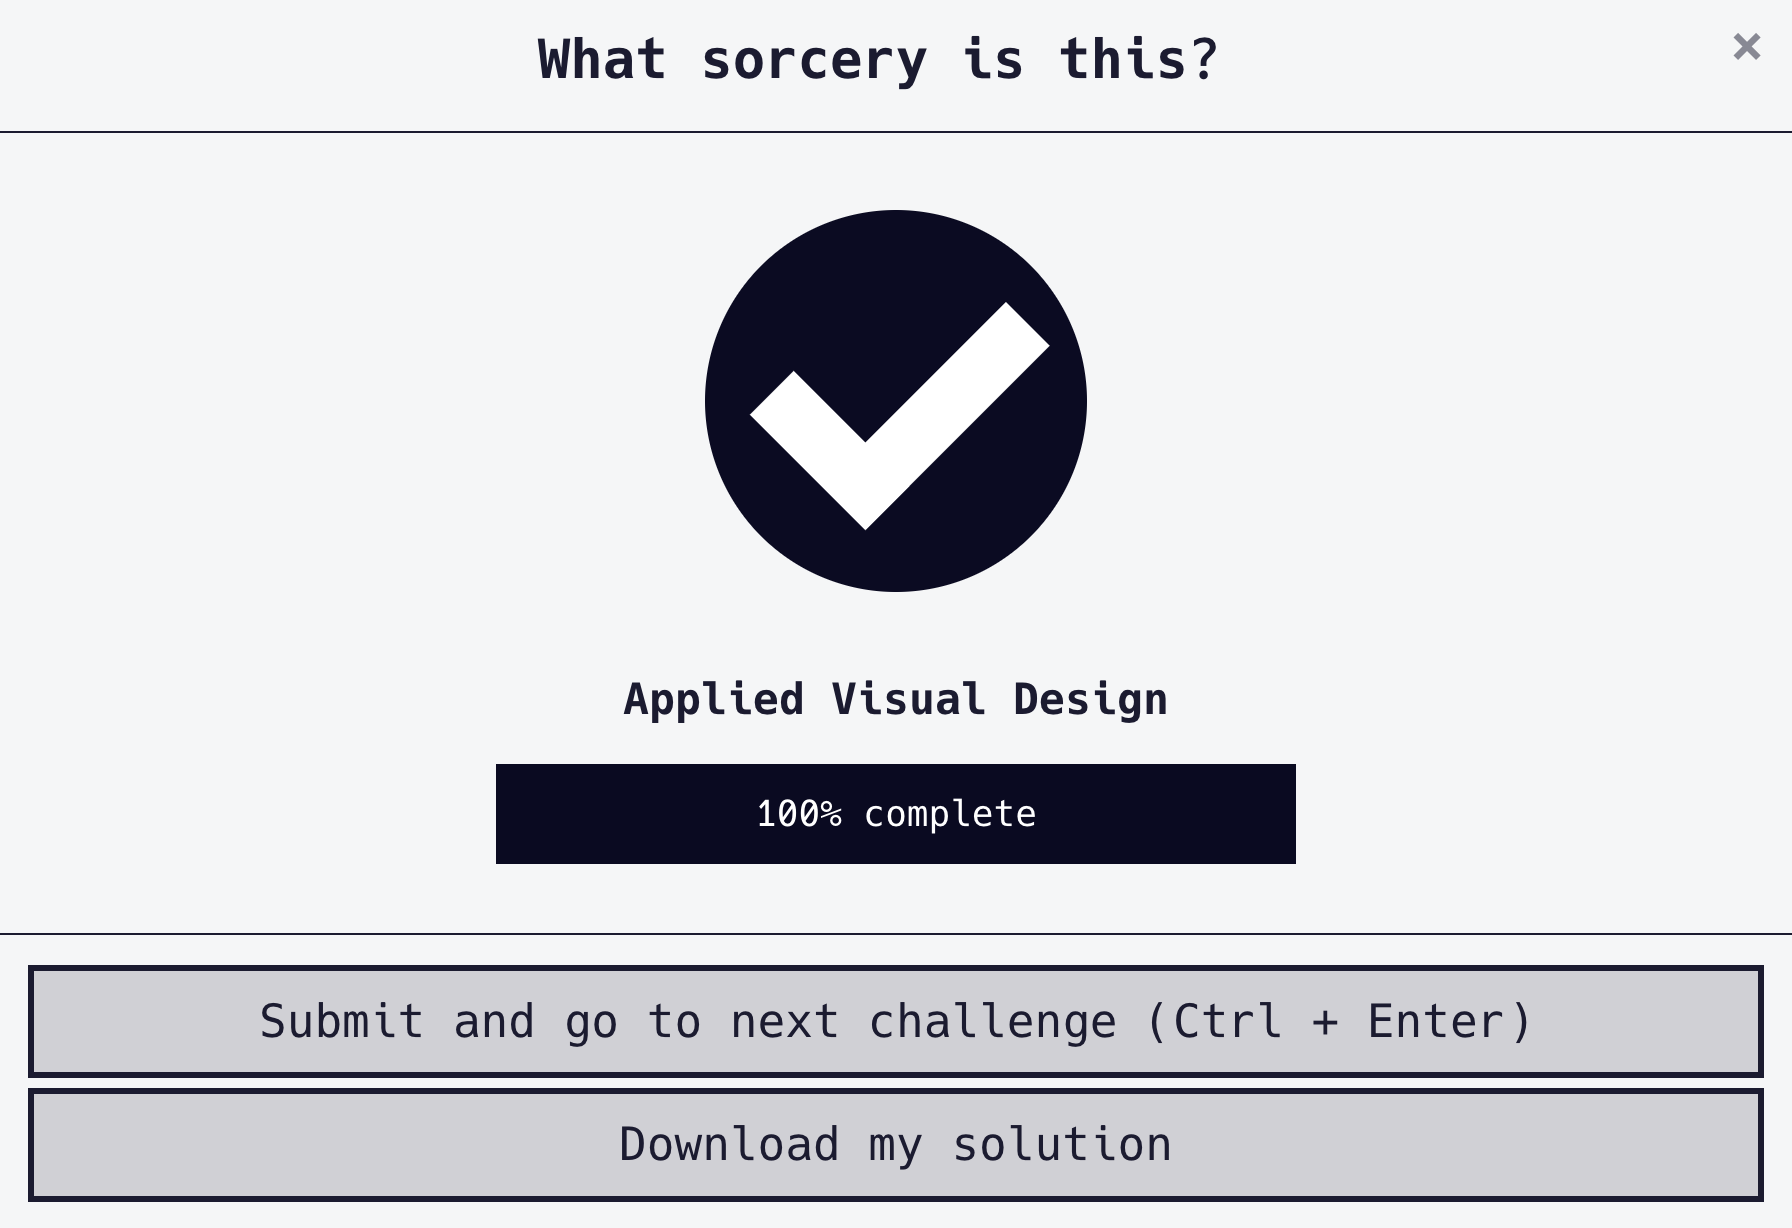 What sorcery is this?
Applied Visual Design
100% complete
Submit and go to next challenge (Ctrl + Enter)
Download my solution